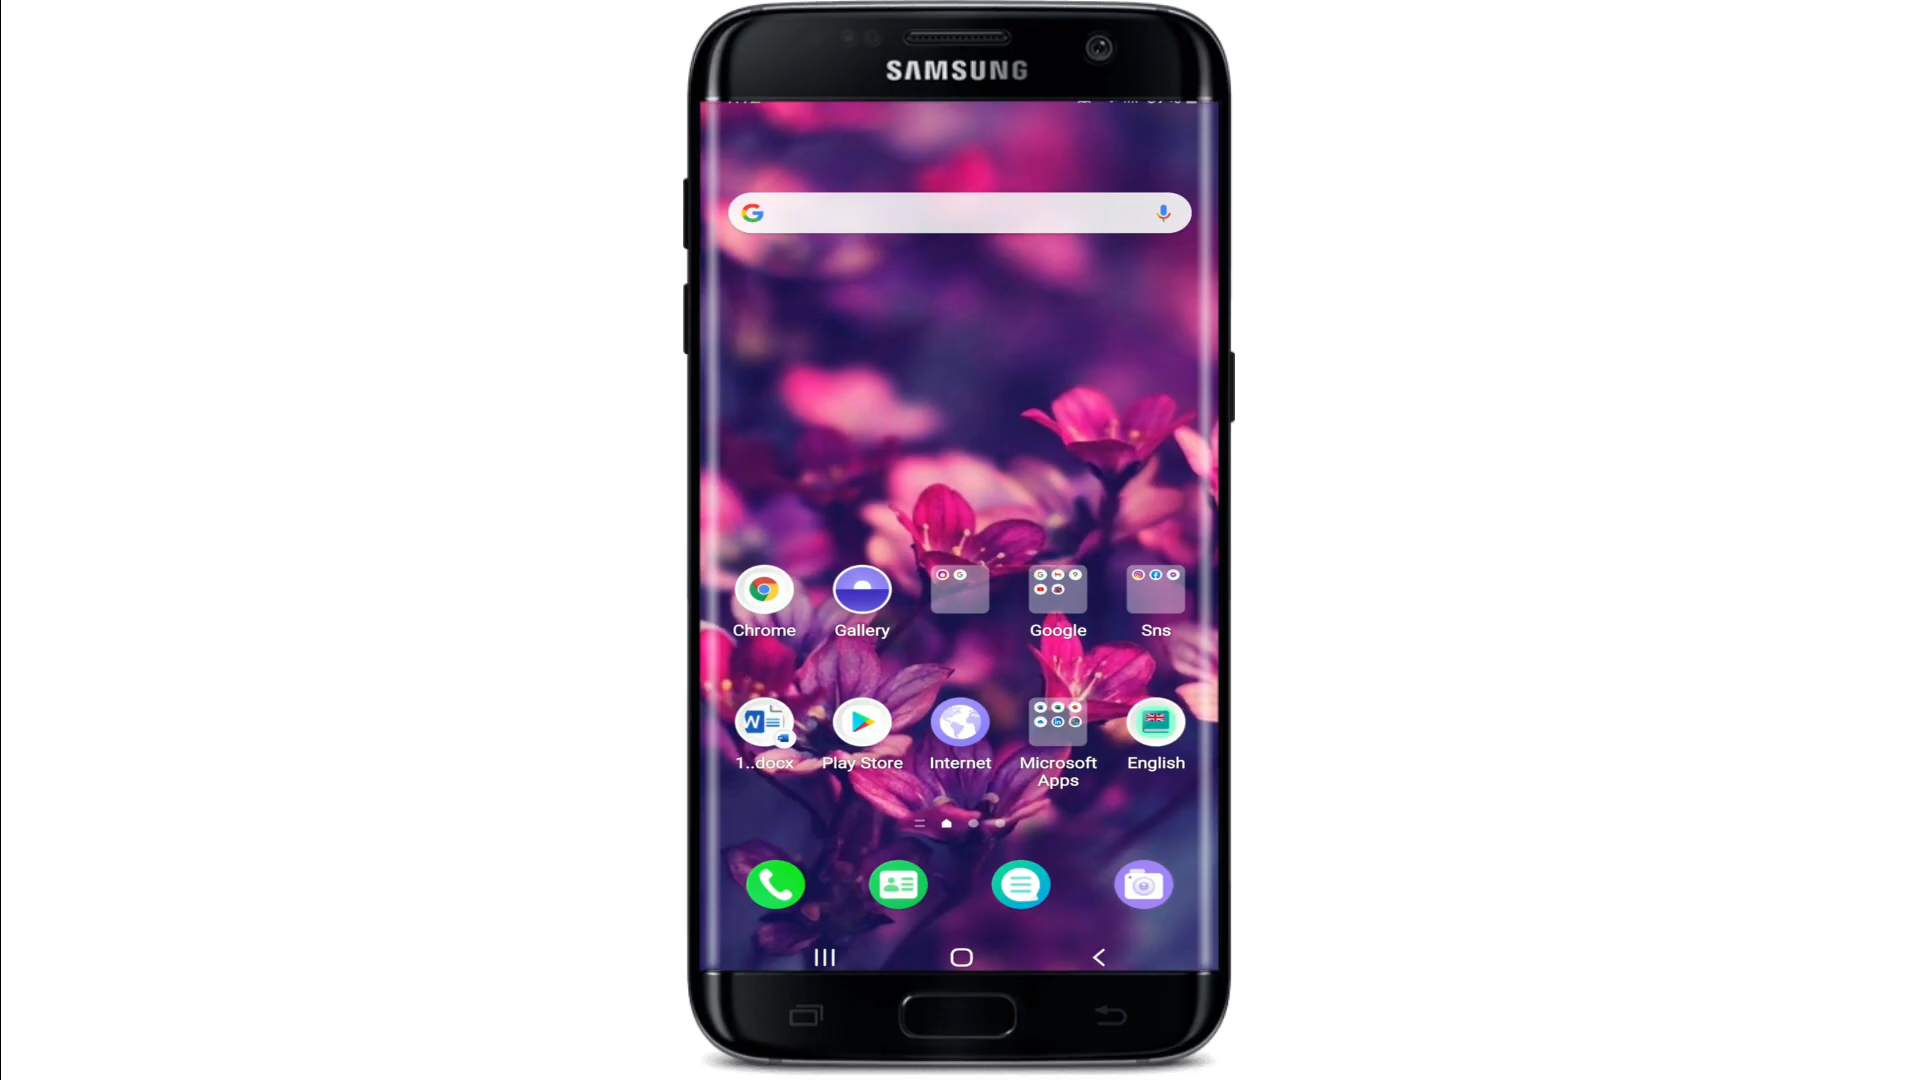 SAMSUNG
Chrome
Gallery
Google
Sns
1..docx
Play Store
Internet
Microsoft
Apps
English